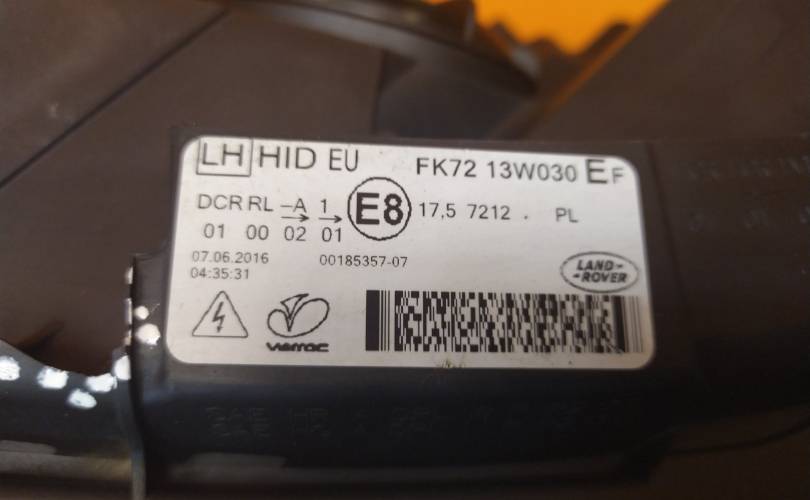 LH HID EU FK72 13W030 EF
DCR RL -A 1 E8 17,5 7212 . PL
01 00 02 01
07.06.2016 00185357-07
04:35:31
LAND-
-ROVER
varroc